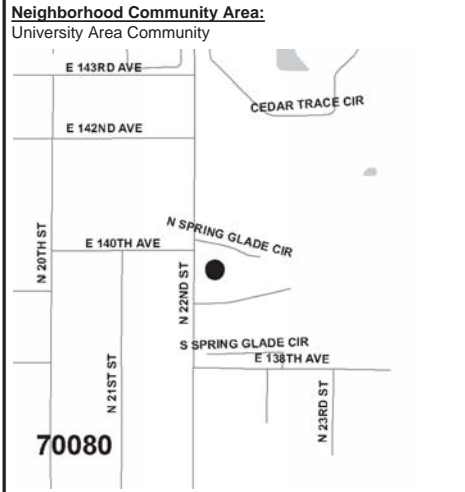 Neighborhood Community Area:
University Area Community
E 143RD AVE
CEDAR TRACE CIR
E 142ND AVE
N SPRING GLADE CIR
E 140TH AVE
N 20TH ST
N 22ND ST
S SPRING GLADE CIR
E 138TH AVE
N 21ST ST
N 23RD ST
70080